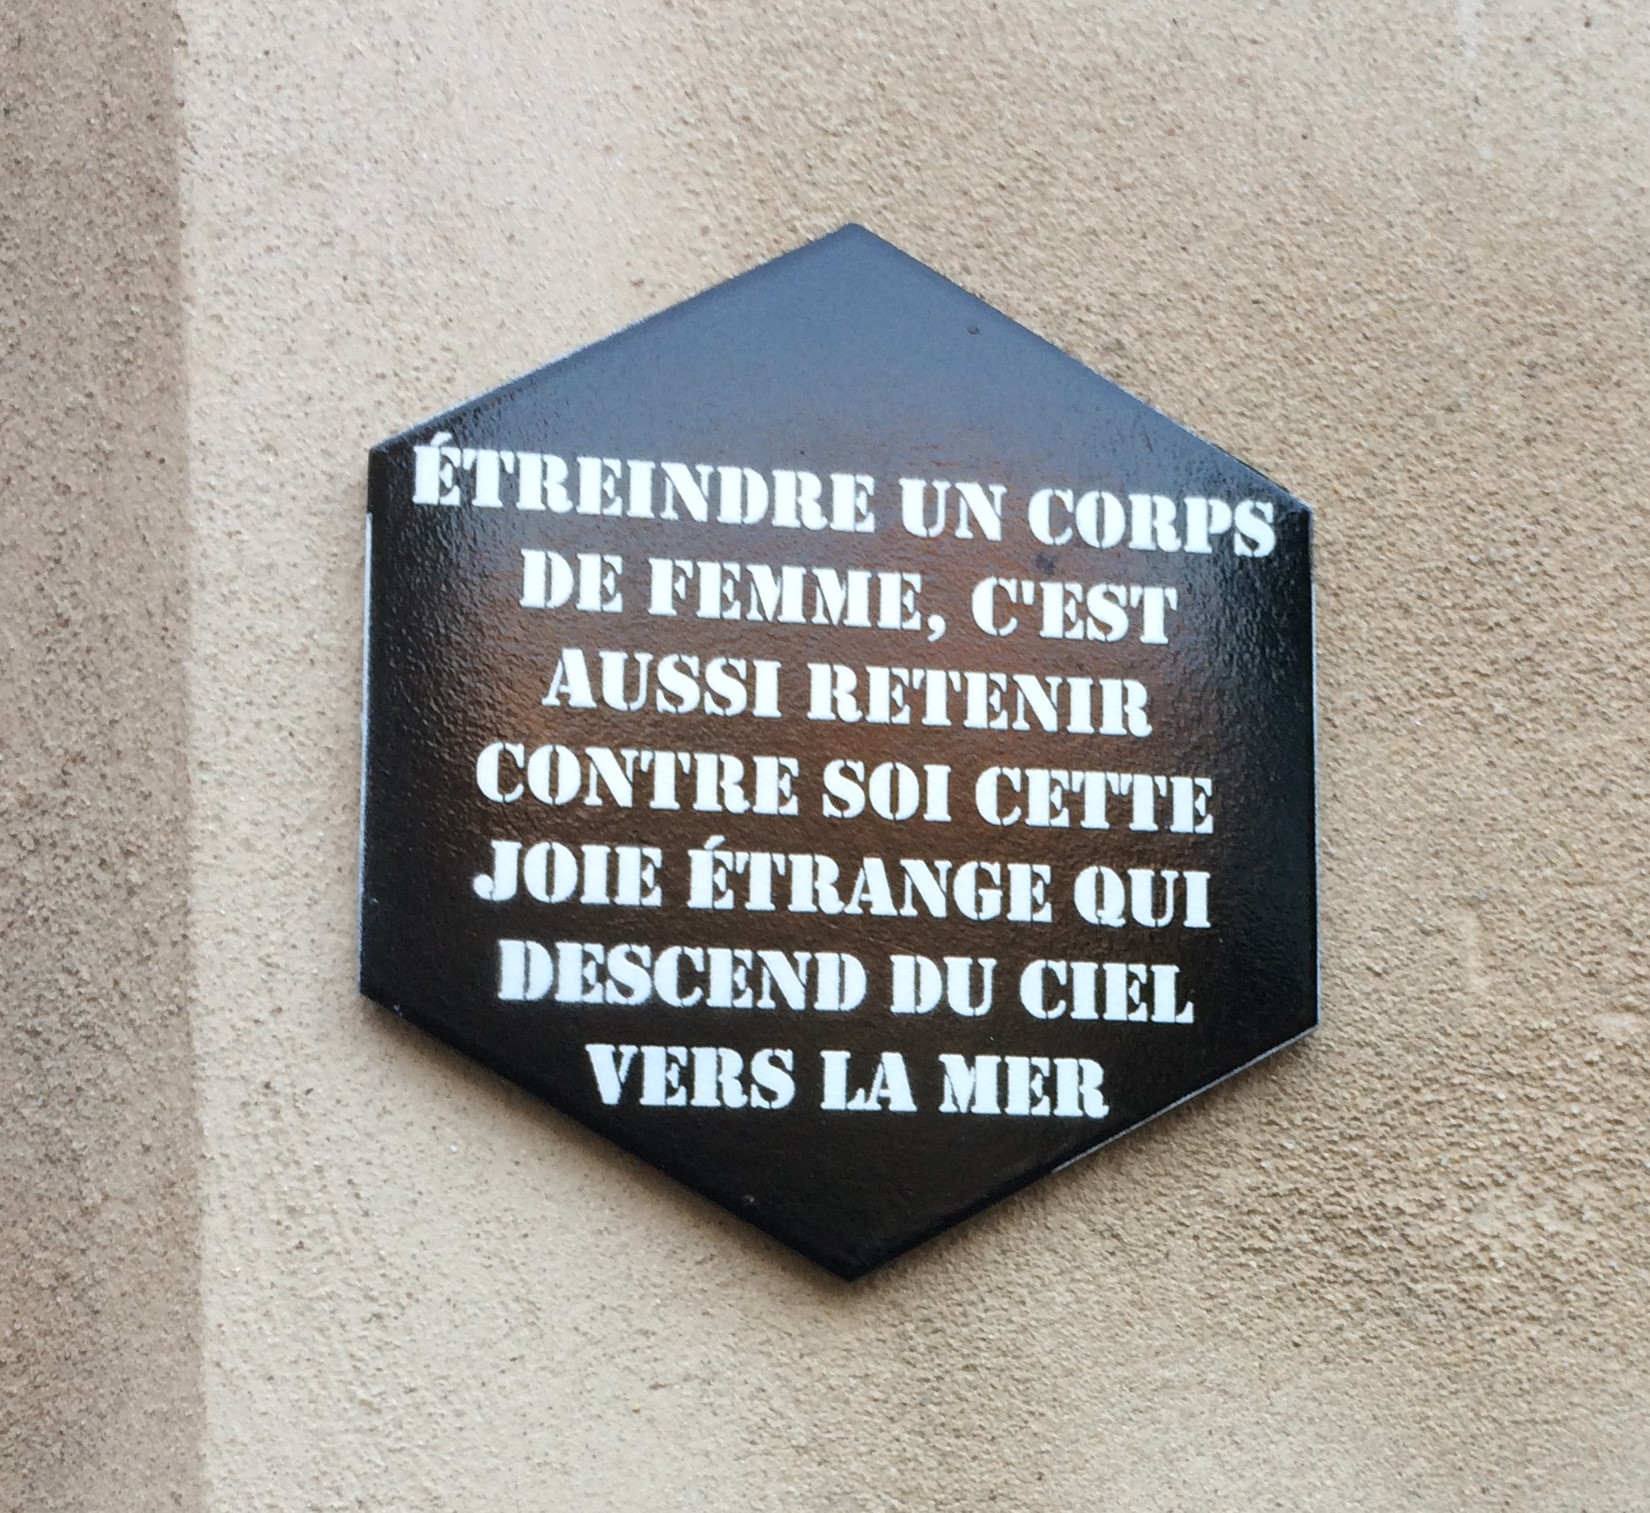 ÉTREINDRE UN CORPS
DE FEMME, C'EST
AUSSI RETENIR
CONTRE SOI CETTE
JOIE ÉTRANGE QUI
DESCEND DU CIEL
VERS LA MER